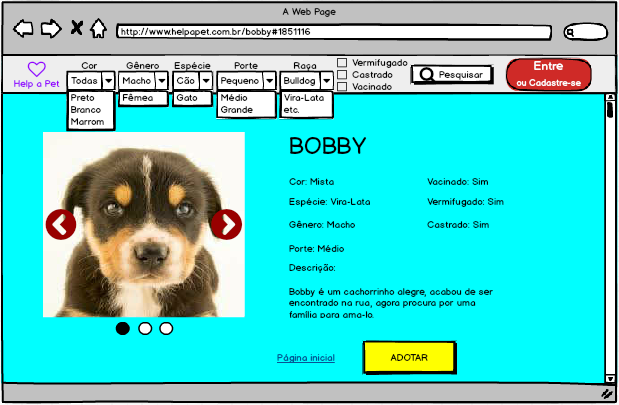 A Web Page
http://www.helpapet.com.br/bobby#1851116
Help a Pet
Cor
Todas
Preto
Branco
Marrom
Gênero
Macho
Fêmea
Espécie
Cão
Gato
Porte
Pequeno
Médio
Grande
Raça
Bulldog
Vira-Lata
etc.
Vermifugado
Castrado
Vacinado
Pesquisar
Entre
ou Cadastre-se
BOBBY
Cor: Mista
Vacinado: Sim
Espécie: Vira-Lata
Vermifugado: Sim
Gênero: Macho
Castrado: Sim
Porte: Médio
Descrição:
Bobby é um cachorrinho alegre, acabou de ser
encontrado na rua, agora procura por uma
família para ama-lo.
Página inicial
ADOTAR